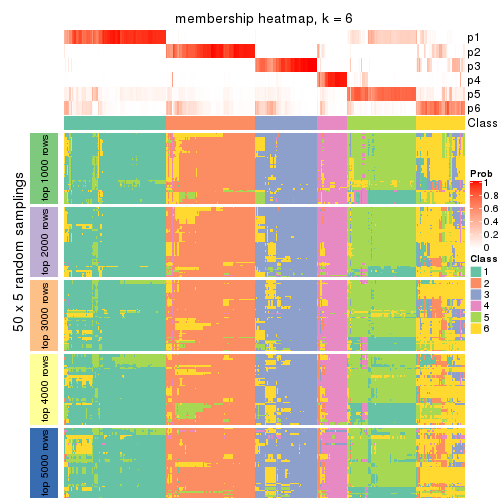 membership heatmap, k = 6
p1
p2
p3
p4
p5
p6
Class
50 x 5 random samplings
top 1000 rows
top 2000 rows
top 3000 rows
top 4000 rows
top 5000 rows
Prob
1
0.8
0.6
0.4
0.2
0
Class
1
2
3
4
5
6